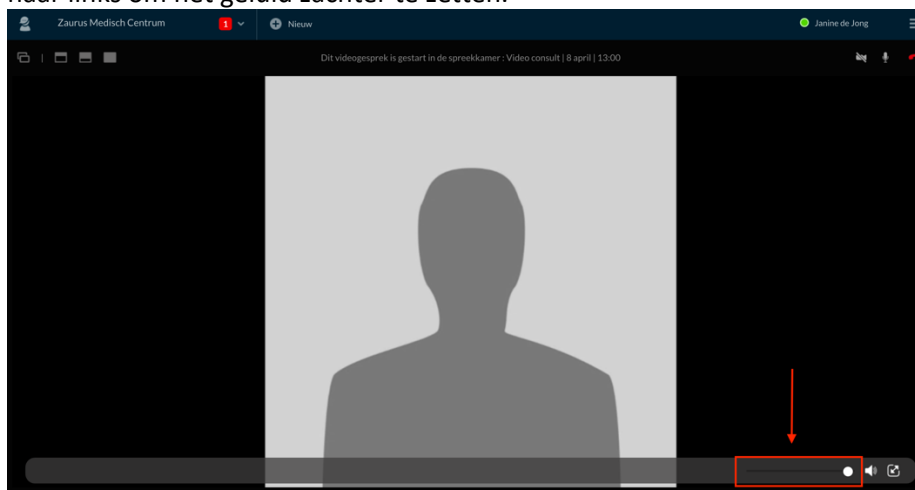 naar links om het geluid zachter te zetten.
Zaurus Medisch Centrum 1 Nieuw Janine de Jong
Dit videogesprek is gestart in de spreekkamer : Video consult | 8 april | 13:00